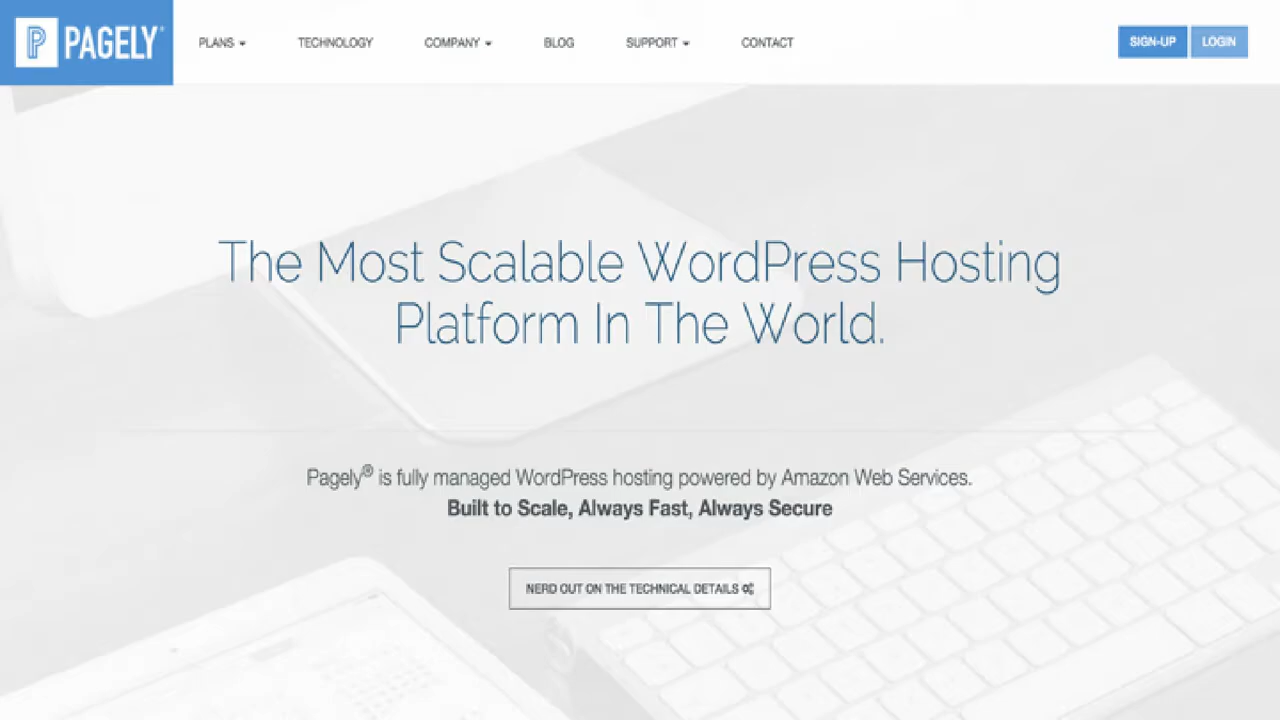 PAGELY®
PLANS
TECHNOLOGY
COMPANY
BLOG
SUPPORT
CONTACT
SIGN-UP
LOGIN
The Most Scalable WordPress Hosting
Platform In The World.
Pagely® is fully managed WordPress hosting powered by Amazon Web Services.
Built to Scale, Always Fast, Always Secure
NERD OUT ON THE TECHNICAL DETAILS